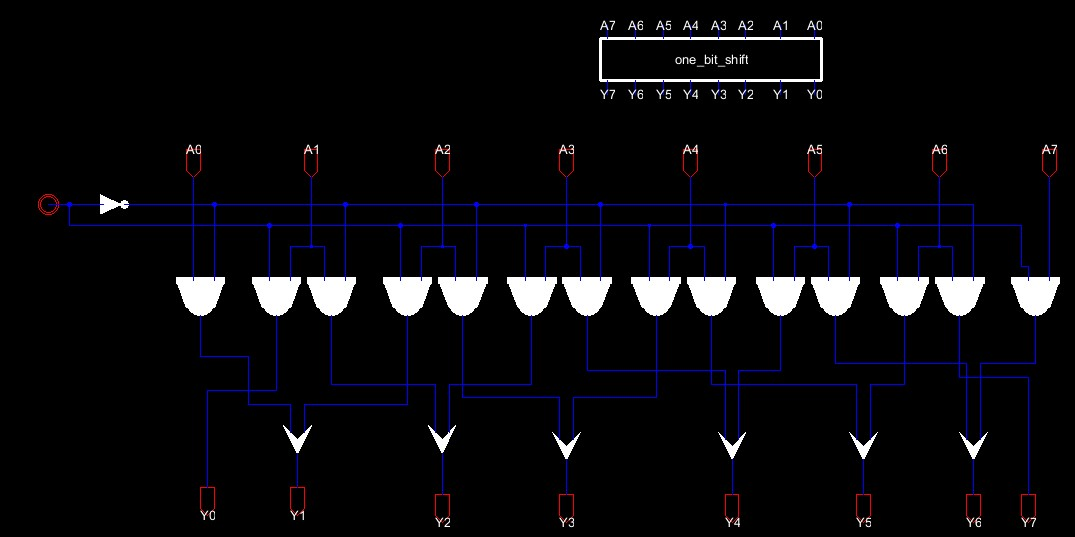 A7 A6 A5 A4 A3 A2 A1 A0
one_bit_shift
Y7 Y6 Y5 Y4 Y3 Y2 Y1 Y0
A0 A1 A2 A3 A4 A5 A6 A7
Y0 Y1 Y2 Y3 Y4 Y5 Y6 Y7